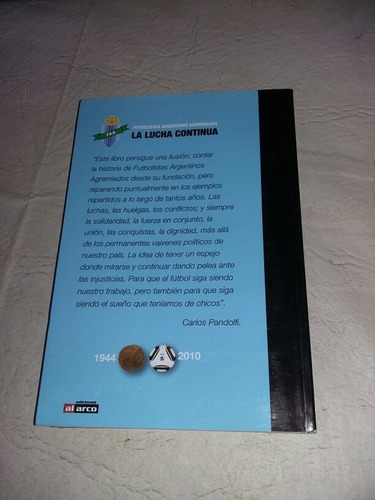 FAA
FUTBOLISTAS ARGENTINOS AGREMIADOS
LA LUCHA CONTINUA
"Este libro persigue una ilusión: contar
la historia de Futbolistas Argentinos
Agremiados desde su fundación, pero
reparando puntualmente en los ejemplos
repartidos a lo largo de tantos años. Las
luchas, las huelgas, los conflictos; y siempre
la solidaridad, la fuerza en conjunto, la
unión, las conquistas, la dignidad, más allá
de los permanentes vaivenes políticos de
nuestro país. La idea de tener un espejo
donde mirarse y continuar dando pelea ante
las injusticias. Para que el fútbol siga siendo
nuestro trabajo, pero también para que siga
siendo el sueño que teníamos de chicos".
Carlos Pandolfi.
1944 2010
ediciones
al arco